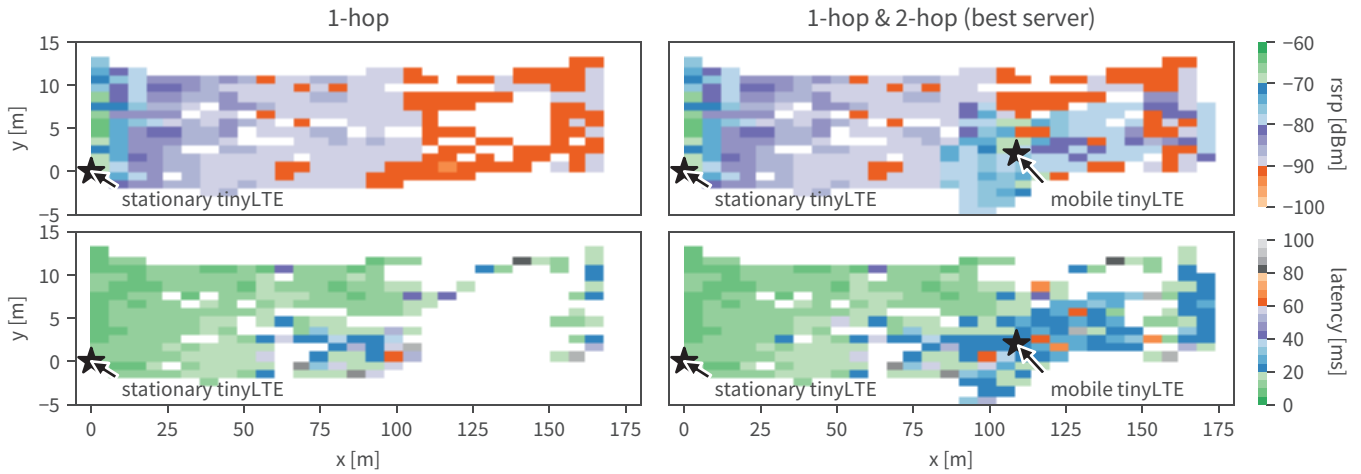 1-hop
1-hop & 2-hop (best server)
15
10
5
0
−5
y [m]
stationary tinyLTE
stationary tinyLTE
mobile tinyLTE
−60
−70
−80
−90
−100
rsrp [dBm]
15
10
5
0
−5
y [m]
stationary tinyLTE
stationary tinyLTE
mobile tinyLTE
100
80
60
40
20
0
latency [ms]
0 25 50 75 100 125 150 175
0 25 50 75 100 125 150 175
x [m]
x [m]